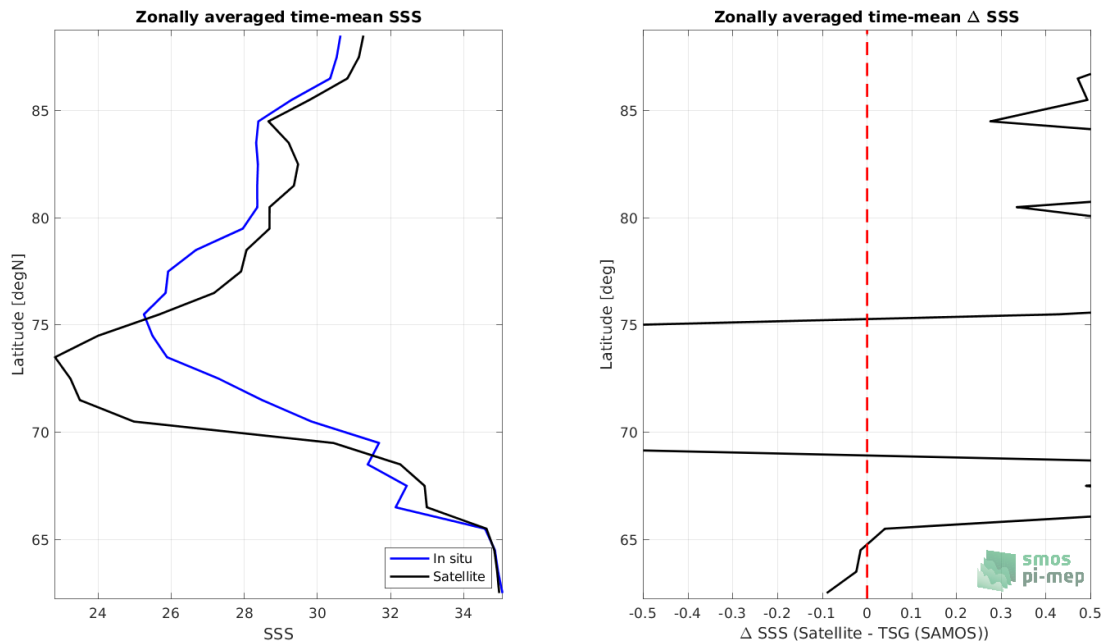 Zonally averaged time-mean SSS
Latitude [degN]
85
80
75
70
65
In situ
Satellite
24 26 28 30 32 34
SSS
Zonally averaged time-mean Δ SSS
Latitude [deg]
85
80
75
70
65
smos
pi-mep
-0.5 -0.4 -0.3 -0.2 -0.1 0 0.1 0.2 0.3 0.4 0.5
Δ SSS (Satellite - TSG (SAMOS))